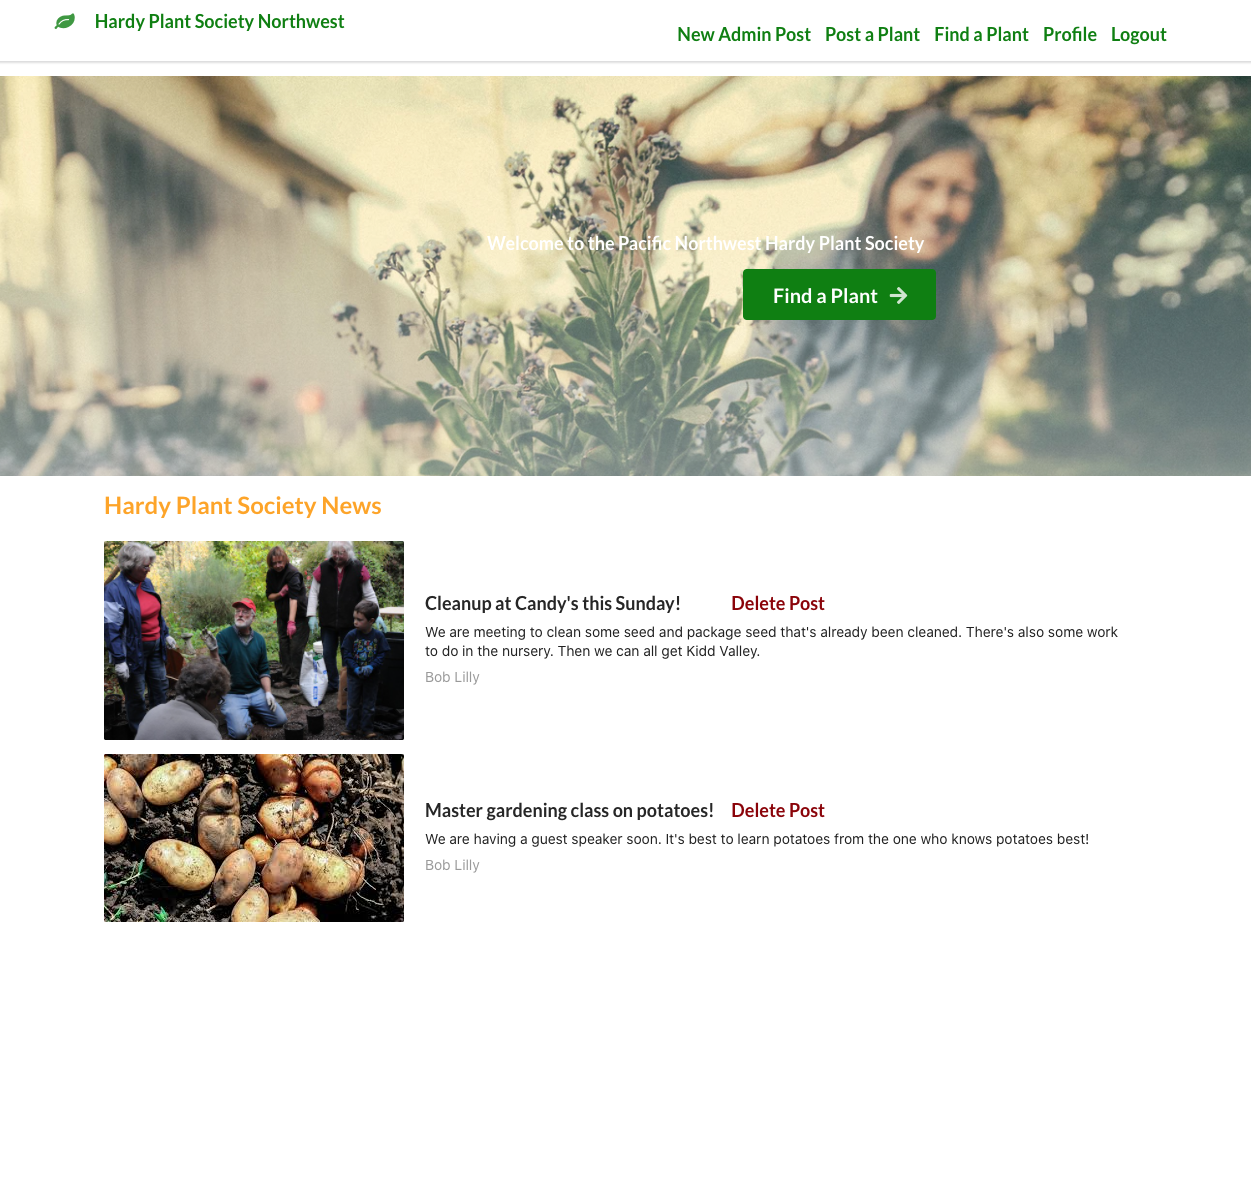 Hardy Plant Society Northwest
New Admin Post Post a Plant Find a Plant Profile Logout
Welcome to the Pacific Northwest Hardy Plant Society
Find a Plant
Hardy Plant Society News
Cleanup at Candy's this Sunday! Delete Post
We are meeting to clean some seed and package seed that's already been cleaned. There's also some work
to do in the nursery. Then we can all get Kidd Valley.
Bob Lilly
Master gardening class on potatoes! Delete Post
We are having a guest speaker soon. It's best to learn potatoes from the one who knows potatoes best!
Bob Lilly